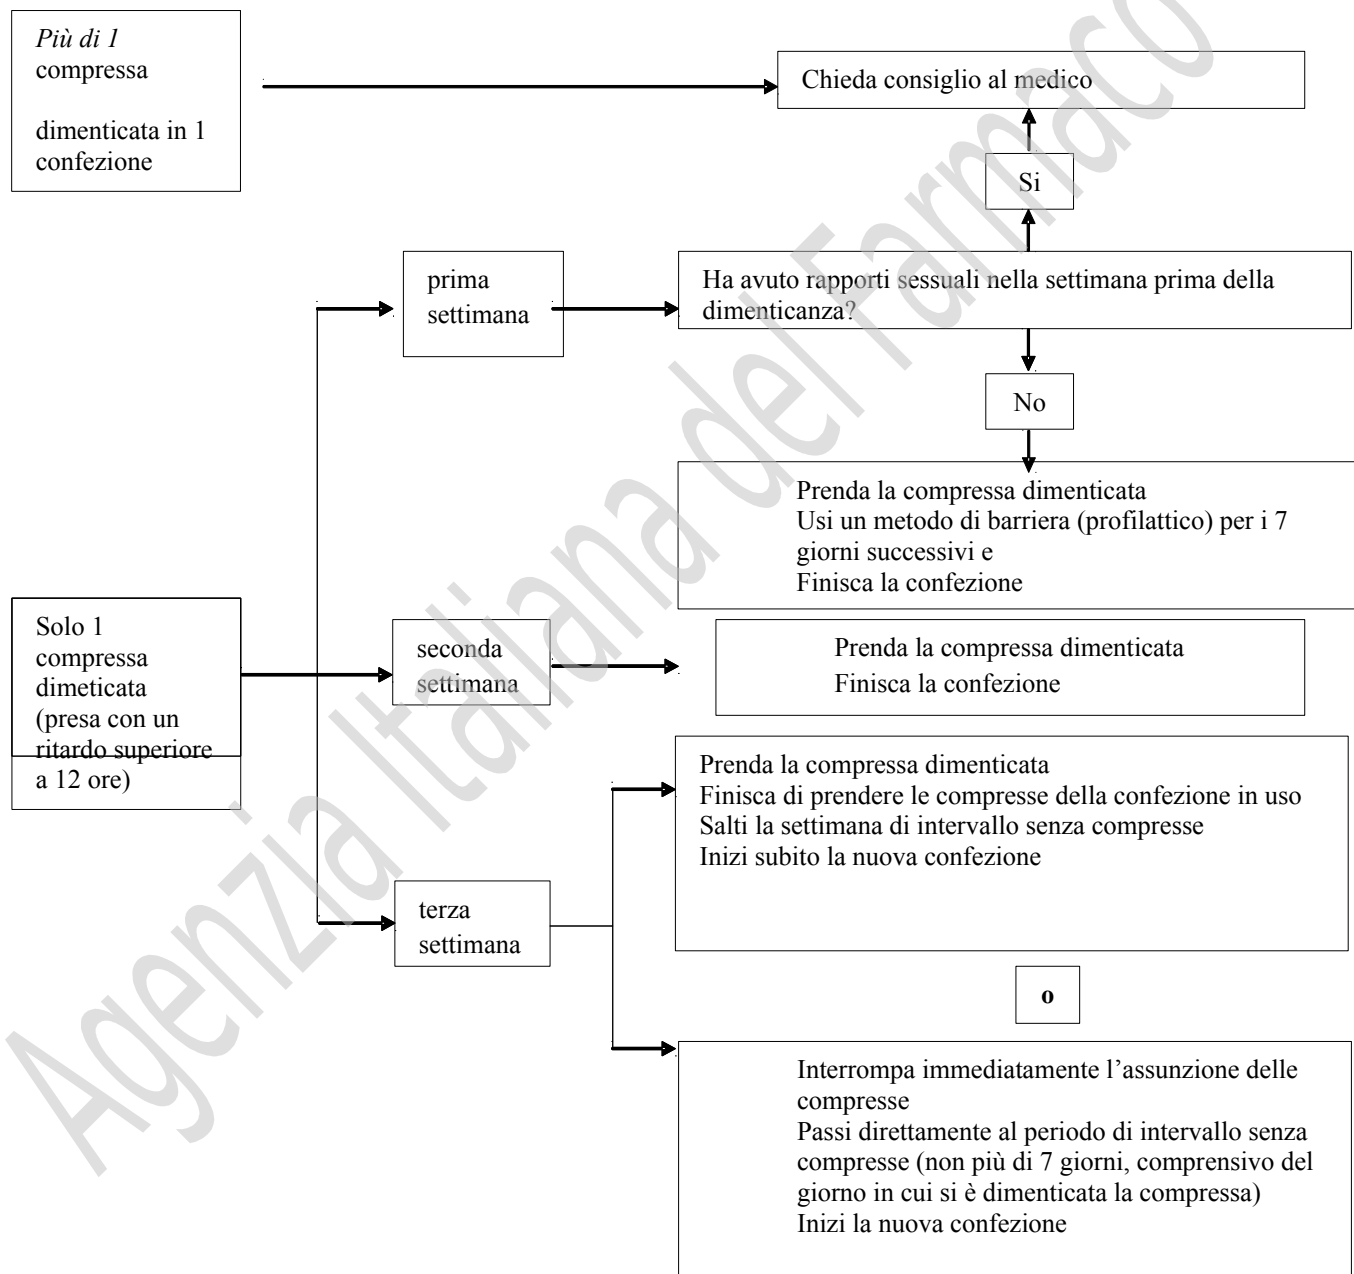 Più di 1
compressa
dimenticata in 1
confezione
Chieda consiglio al medico
Si
prima
settimana
Ha avuto rapporti sessuali nella settimana prima della
dimenticanza?
No
Prenda la compressa dimenticata
Usi un metodo di barriera (profilattico) per i 7
giorni successivi e
Finisca la confezione
Solo 1
compressa
dimeticata
(presa con un
ritardo superiore
a 12 ore)
seconda
settimana
Prenda la compressa dimenticata
Finisca la confezione
Prenda la compressa dimenticata
Finisca di prendere le compresse della confezione in uso
Salti la settimana di intervallo senza compresse
Inizi subito la nuova confezione
terza
settimana
o
Interrompa immediatamente l’assunzione delle
compresse
Passi direttamente al periodo di intervallo senza
compresse (non più di 7 giorni, comprensivo del
giorno in cui si è dimenticata la compressa)
Inizi la nuova confezione
Agenzia Italiana del Farmaco